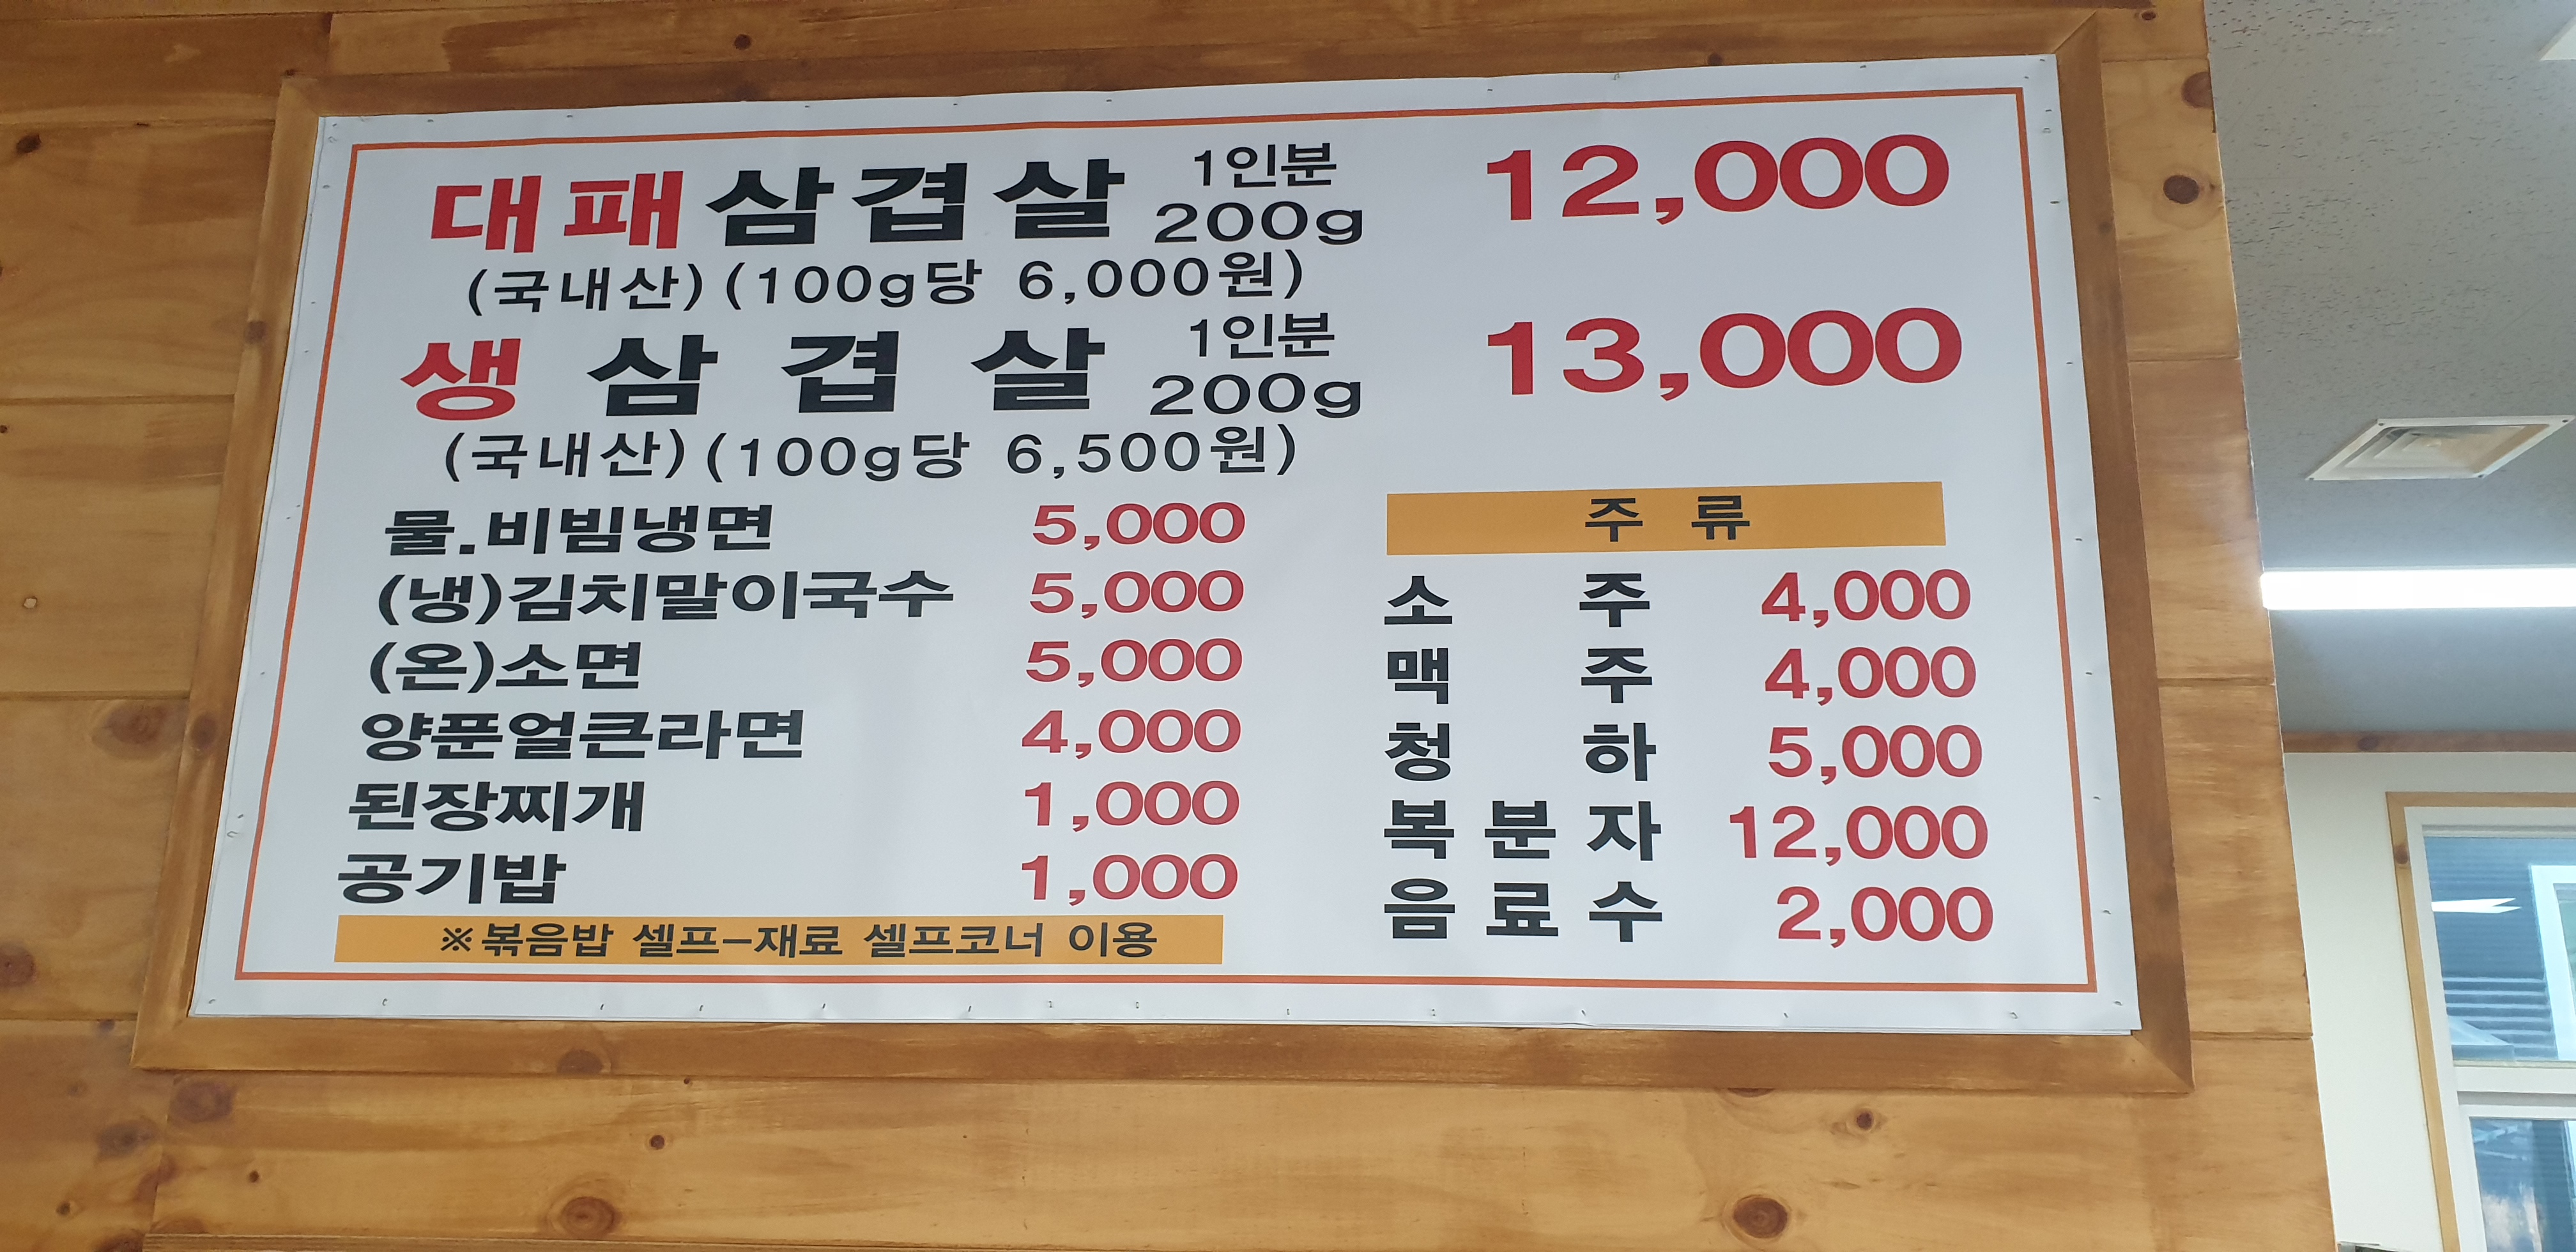 대패삼겹살 1인분 200g 12,000
(국내산)(100g당 6,000원)
생삼겹살 1인분 200g 13,000
(국내산)(100g당 6,500원)
물.비빔냉면 5,000
(냉)김치말이국수 5,000
(온)소면 5,000
양푼얼큰라면 4,000
된장찌개 1,000
공기밥 1,000
※볶음밥 셀프-재료 셀프코너 이용
주류
소주 4,000
맥주 4,000
청하 5,000
복분자 12,000
음료수 2,000